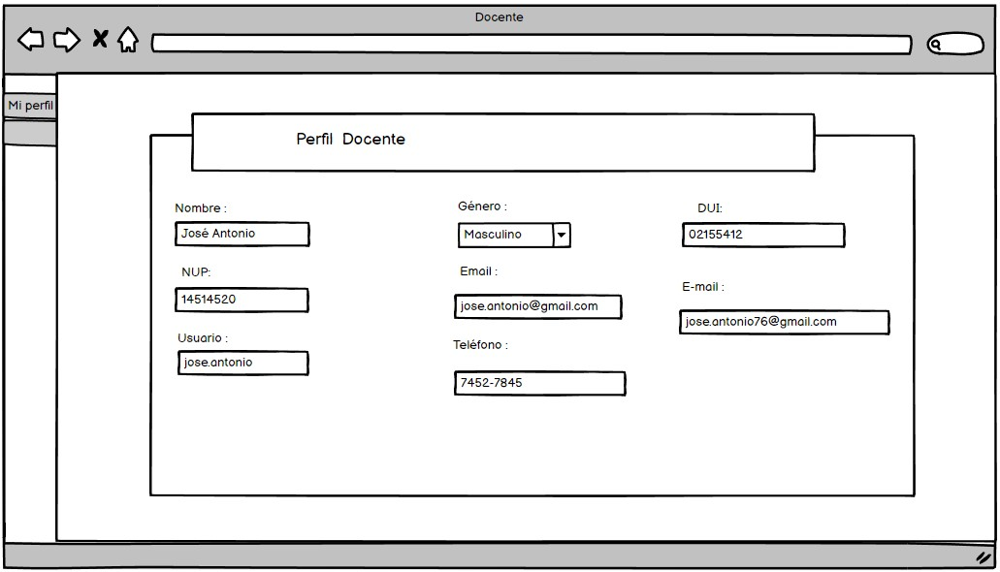 Docente
Mi perfil
Perfil Docente
Nombre :
José Antonio
Género :
Masculino
DUI:
02155412
NUP:
14514520
Email :
jose.antonio@gmail.com
E-mail :
jose.antonio76@gmail.com
Usuario :
jose.antonio
Teléfono :
7452-7845